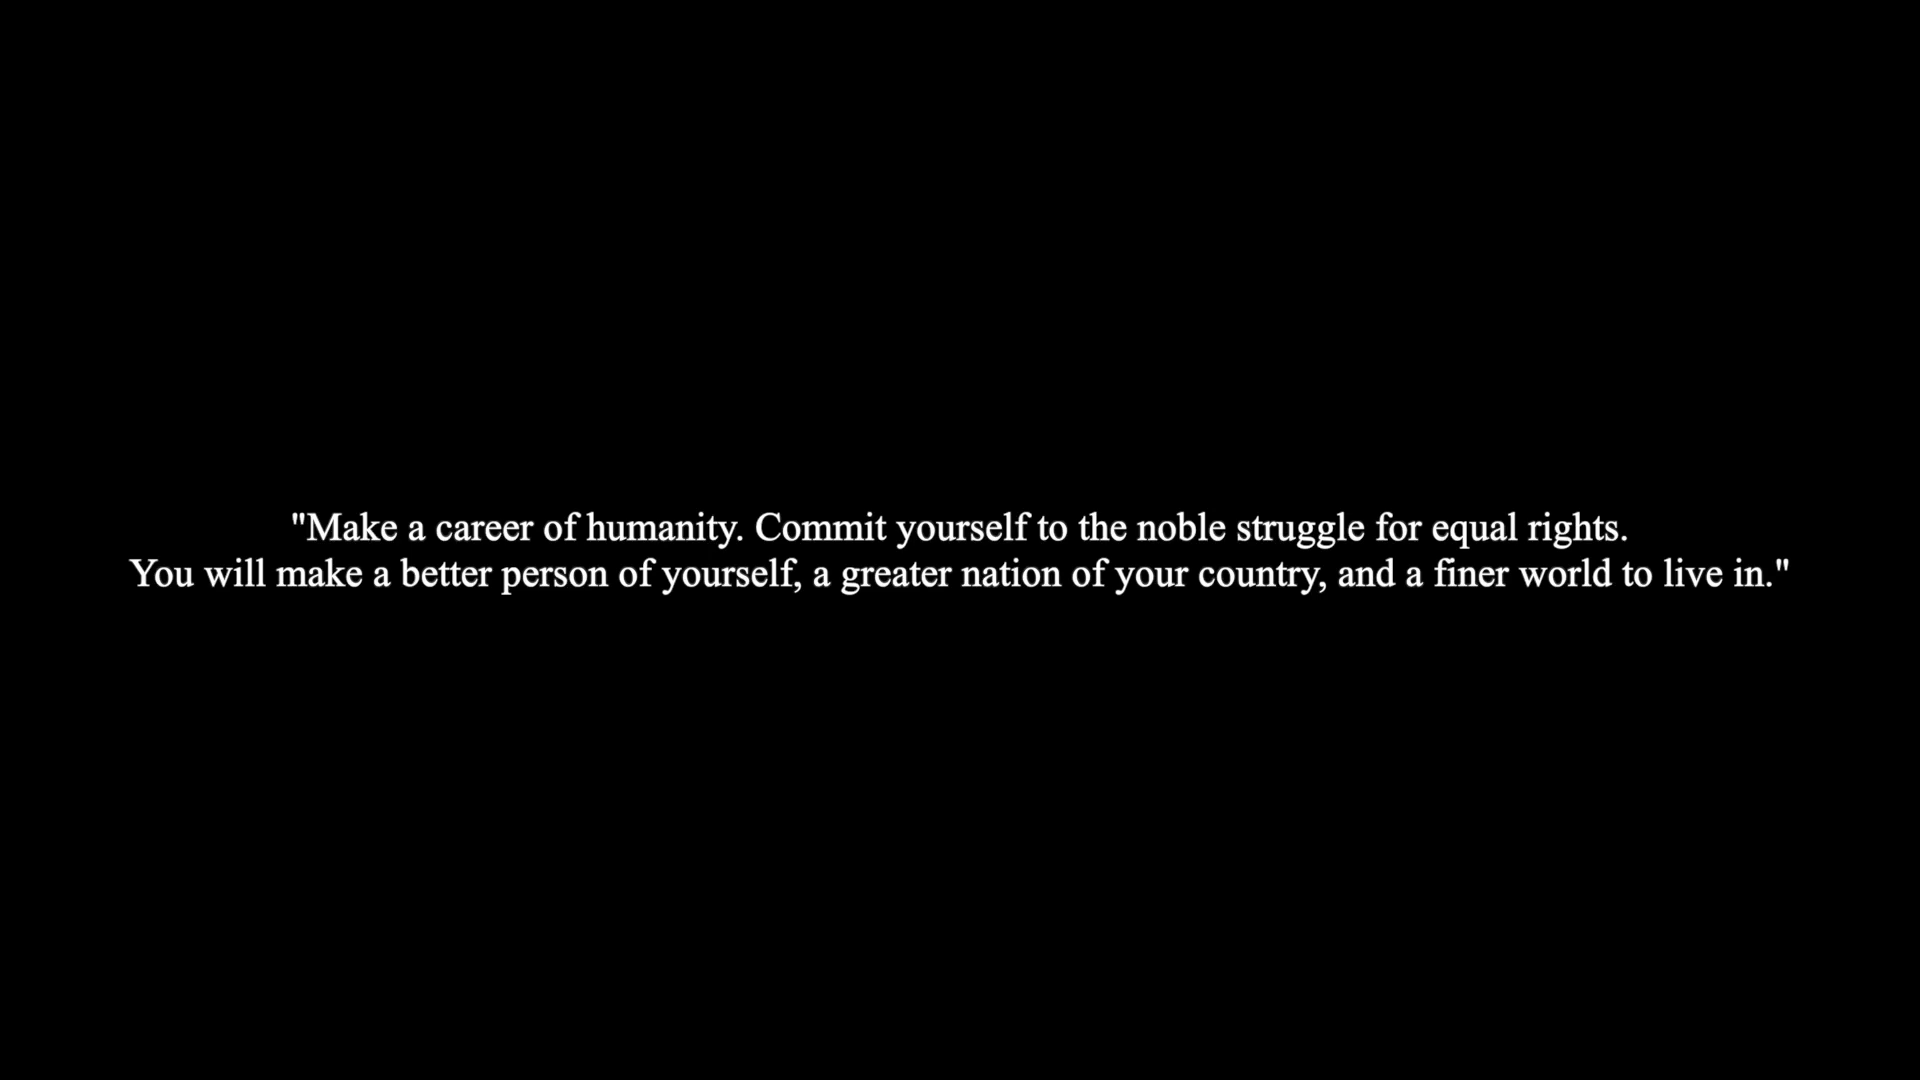 "Make a career of humanity. Commit yourself to the noble struggle for equal rights.
You will make a better person of yourself, a greater nation of your country, and a finer world to live in."